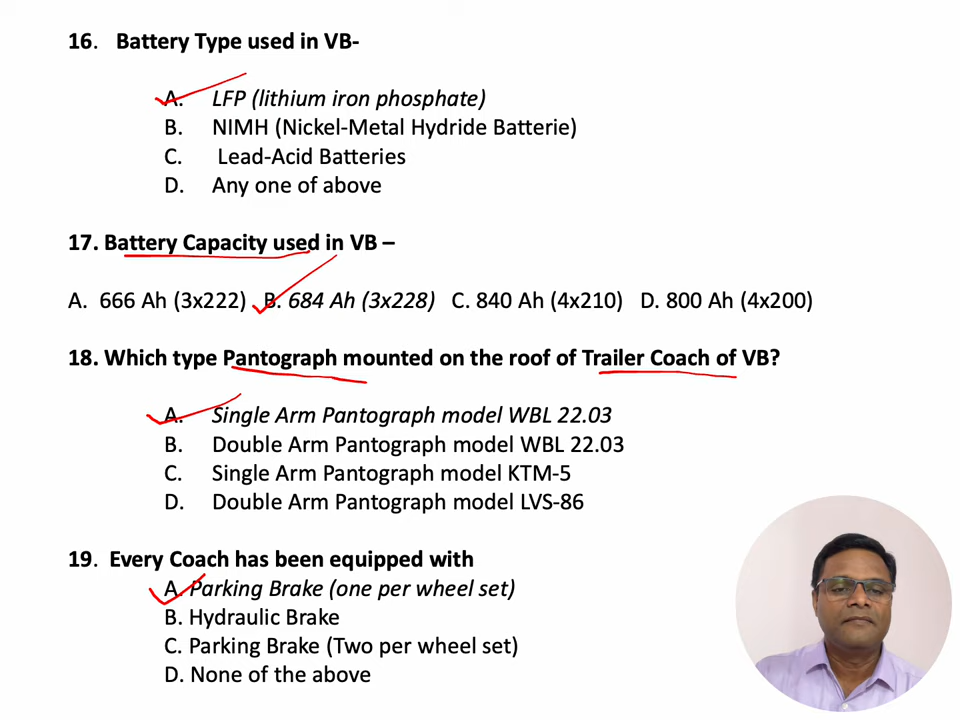 16. Battery Type used in VB-
A. LFP (lithium iron phosphate)
B. NIMH (Nickel-Metal Hydride Batterie)
C. Lead-Acid Batteries
D. Any one of above
17. Battery Capacity used in VB –
A. 666 Ah (3x222) B. 684 Ah (3x228) C. 840 Ah (4x210) D. 800 Ah (4x200)
18. Which type Pantograph mounted on the roof of Trailer Coach of VB?
A. Single Arm Pantograph model WBL 22.03
B. Double Arm Pantograph model WBL 22.03
C. Single Arm Pantograph model KTM-5
D. Double Arm Pantograph model LVS-86
19. Every Coach has been equipped with
A. Parking Brake (one per wheel set)
B. Hydraulic Brake
C. Parking Brake (Two per wheel set)
D. None of the above